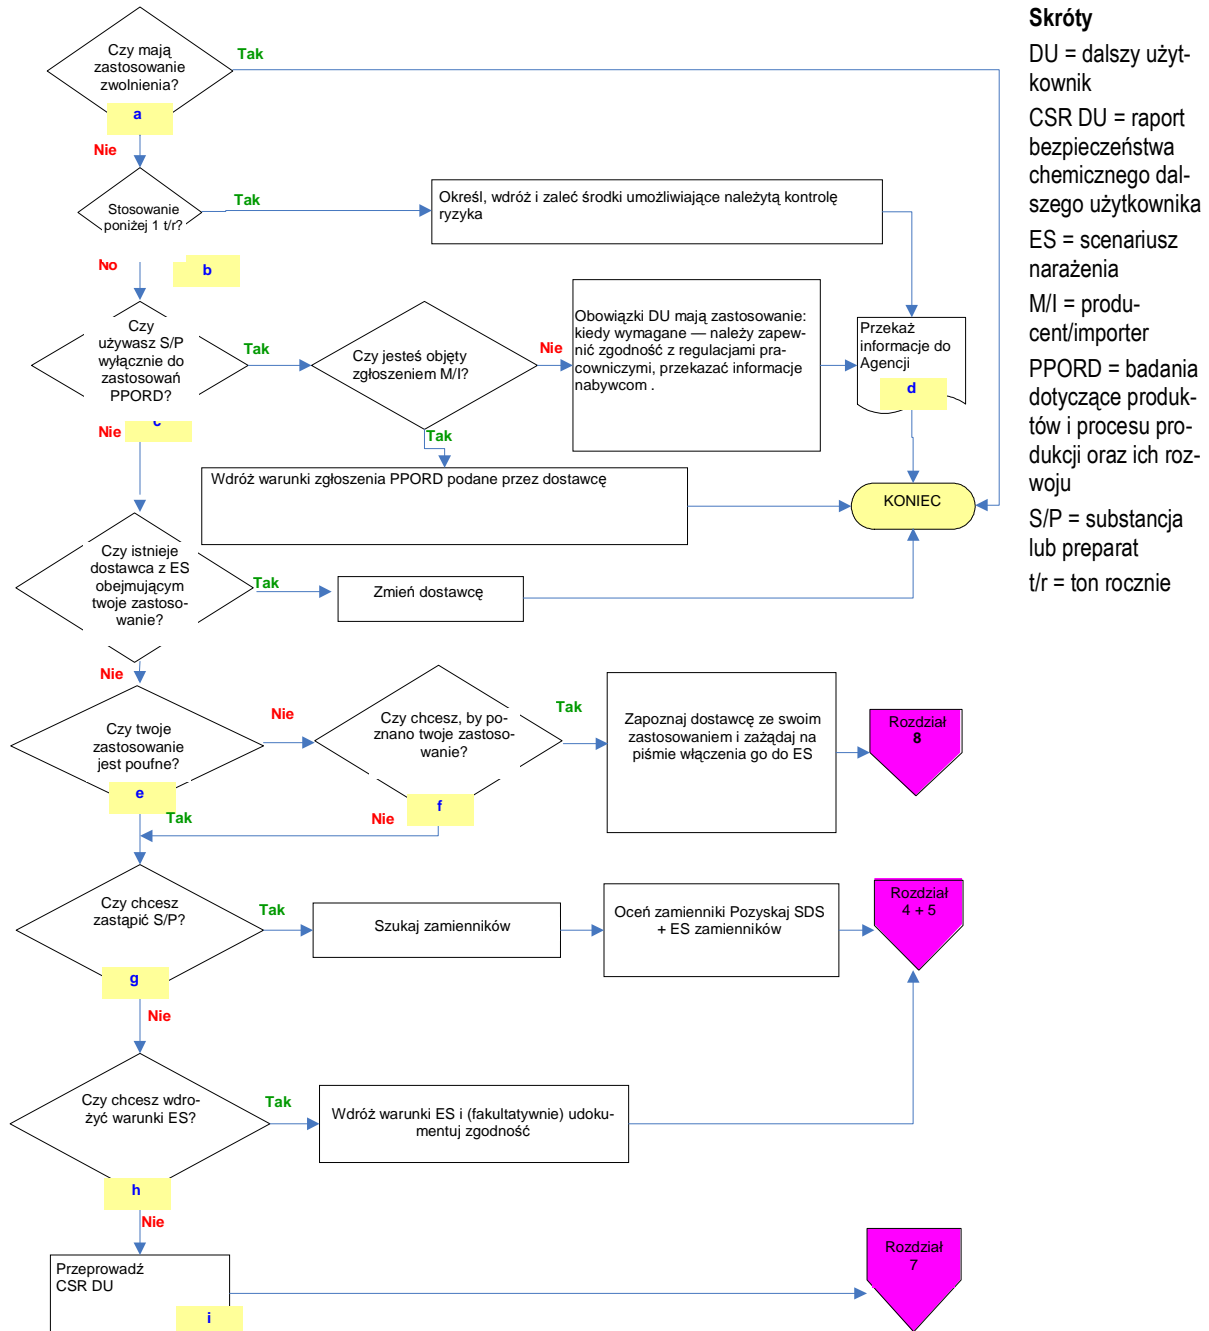 Czy mają
zastosowanie
zwolnienia?
Tak
a
Nie
Stosowanie
poniżej 1 t/r?
Tak
Określ, wdróż i zaleć środki umożliwiające należytą kontrolę
ryzyka
No
b
Czy
używasz S/P
wyłącznie do
zastosowań
PPORD?
Tak
Czy jesteś objęty
zgłoszeniem M/I?
Nie
Obowiązki DU mają zastosowanie:
kiedy wymagane — należy zapew-
nić zgodność z regulacjami pra-
cowniczymi, przekazać informacje
nabywcom .
Przekaż
informacje do
Agencji
d
Nie
c
Tak
Wdróż warunki zgłoszenia PPORD podane przez dostawcę
KONIEC
Czy istnieje
dostawca z ES
obejmującym
twoje zastoso-
wanie?
Tak
Zmień dostawcę
Nie
Czy twoje
zastosowanie
jest poufne?
Nie
Czy chcesz, by po-
znano twoje zastoso-
wanie?
Tak
Zapoznaj dostawcę ze swoim
zastosowaniem i zażądaj na
piśmie włączenia go do ES
Rozdział
8
e
Tak
f
Nie
Czy chcesz
zastąpić S/P?
Tak
Szukaj zamienników
Oceń zamienniki Pozyskaj SDS
+ ES zamienników
Rozdział
4 + 5
g
Nie
Czy chcesz wdro-
żyć warunki ES?
Tak
Wdróż warunki ES i (fakultatywnie) udoku-
mentuj zgodność
h
Nie
Przeprowadź
CSR DU
i
Rozdział
7
Skróty
DU = dalszy użyt-
kownik
CSR DU = raport
bezpieczeństwa
chemicznego dal-
szego użytkownika
ES = scenariusz
narażenia
M/I = produ-
cent/importer
PPORD = badania
dotyczące produk-
tów i procesu pro-
dukcji oraz ich roz-
woju
S/P = substancja
lub preparat
t/r = ton rocznie